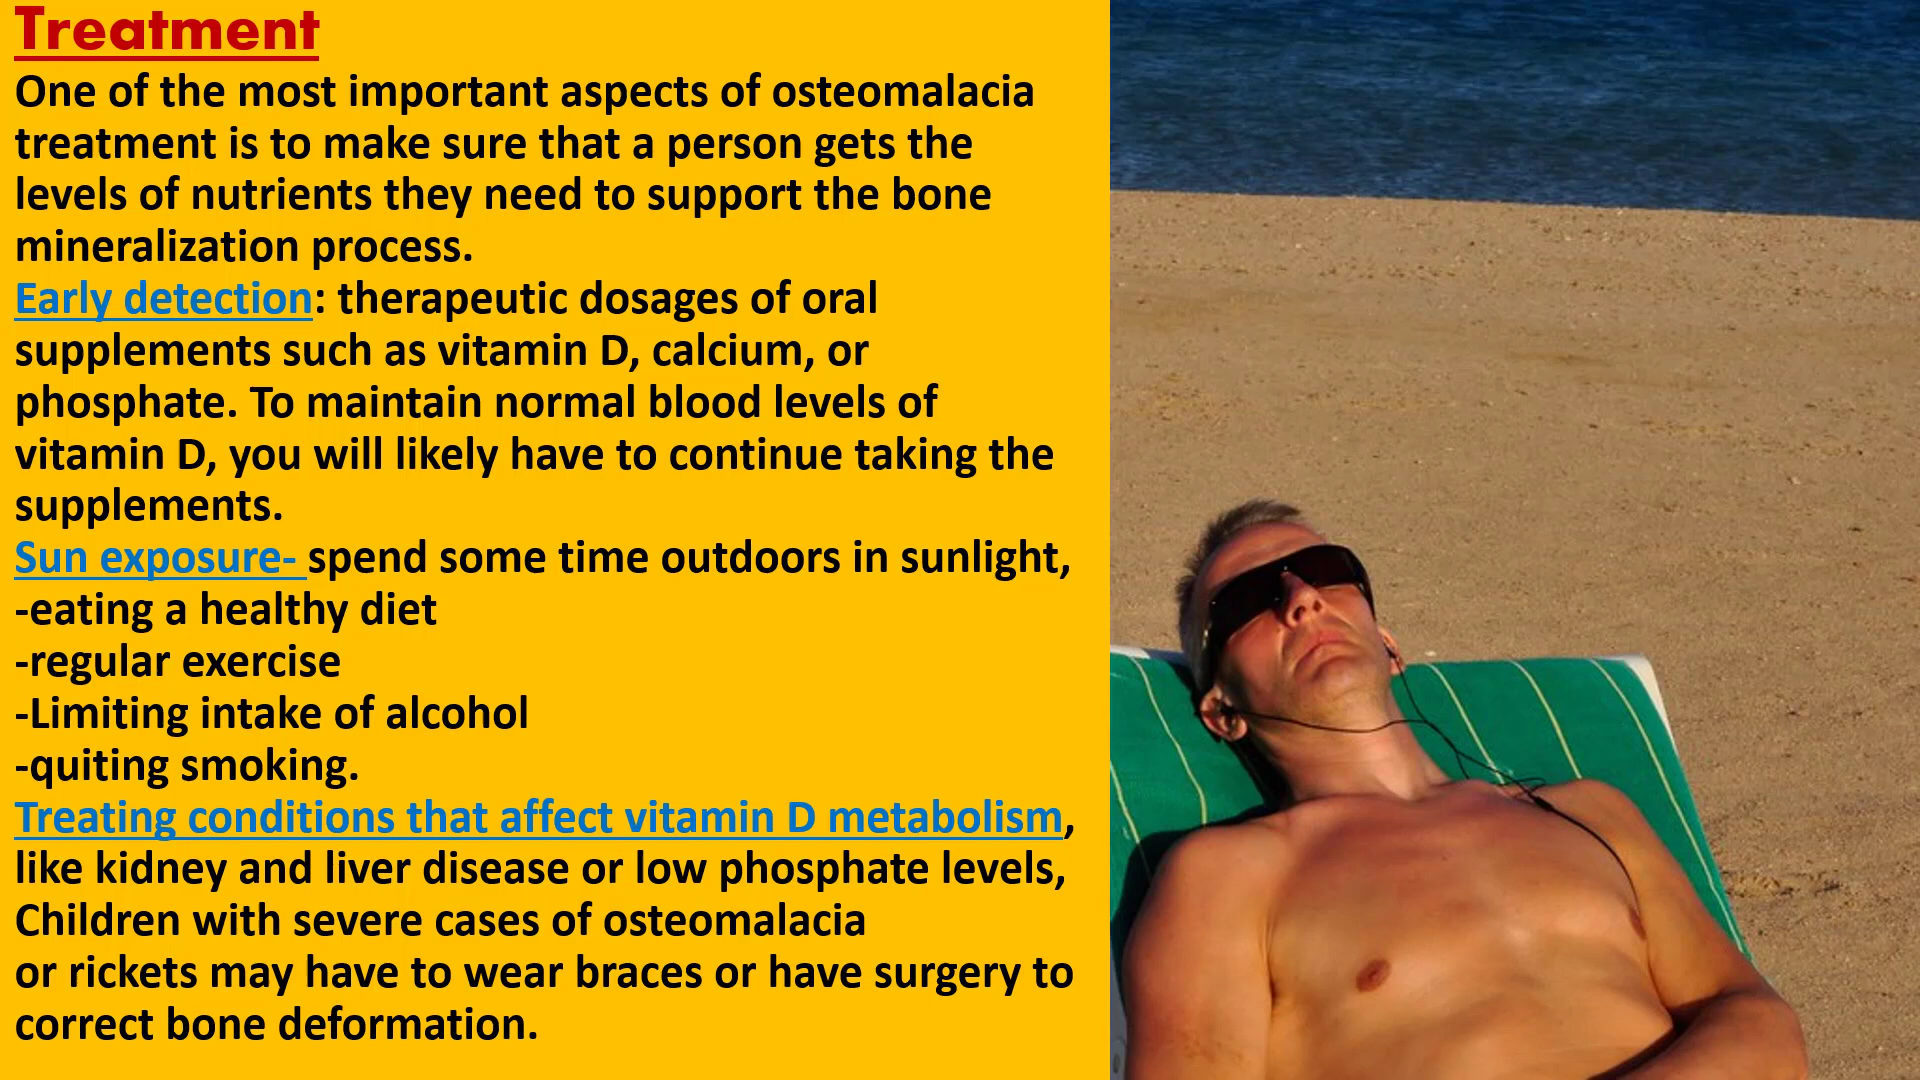 Treatment
One of the most important aspects of osteomalacia
treatment is to make sure that a person gets the
levels of nutrients they need to support the bone
mineralization process.
Early detection: therapeutic dosages of oral
supplements such as vitamin D, calcium, or
phosphate. To maintain normal blood levels of
vitamin D, you will likely have to continue taking the
supplements.
Sun exposure- spend some time outdoors in sunlight,
-eating a healthy diet
-regular exercise
-Limiting intake of alcohol
-quiting smoking.
Treating conditions that affect vitamin D metabolism,
like kidney and liver disease or low phosphate levels,
Children with severe cases of osteomalacia
or rickets may have to wear braces or have surgery to
correct bone deformation.